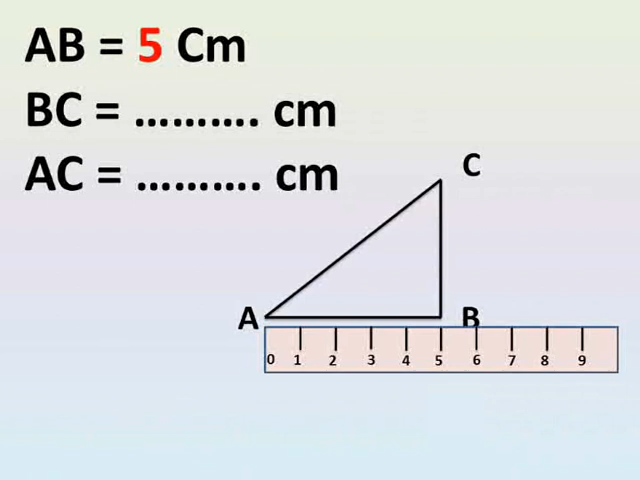 AB = 5 Cm
BC = ………. cm
AC = ………. cm
C
A
B
0 1 2 3 4 5 6 7 8 9